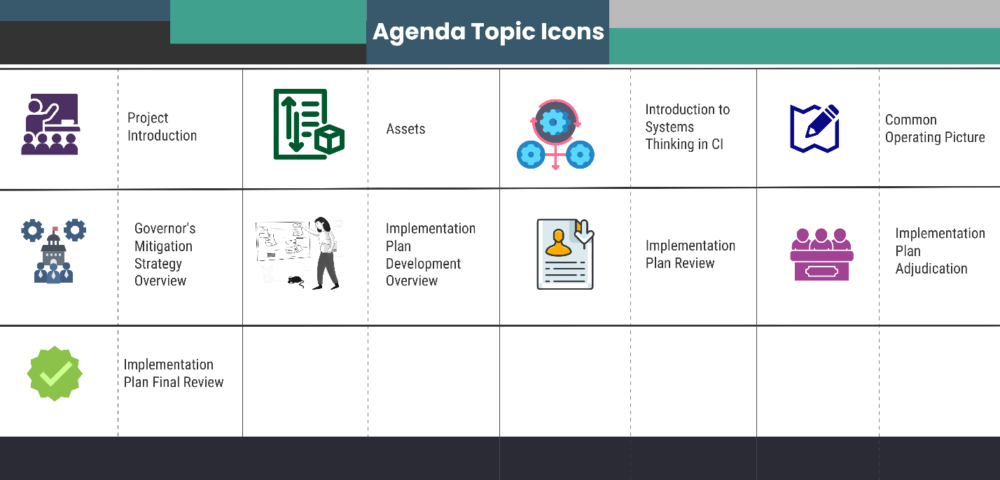 Agenda Topic Icons
Project
Introduction
Assets
Introduction to
Systems
Thinking in CI
Common
Operating Picture
Governor's
Mitigation
Strategy
Overview
Implementation
Plan
Development
Overview
Implementation
Plan Review
Implementation
Plan
Adjudication
Implementation
Plan Final Review